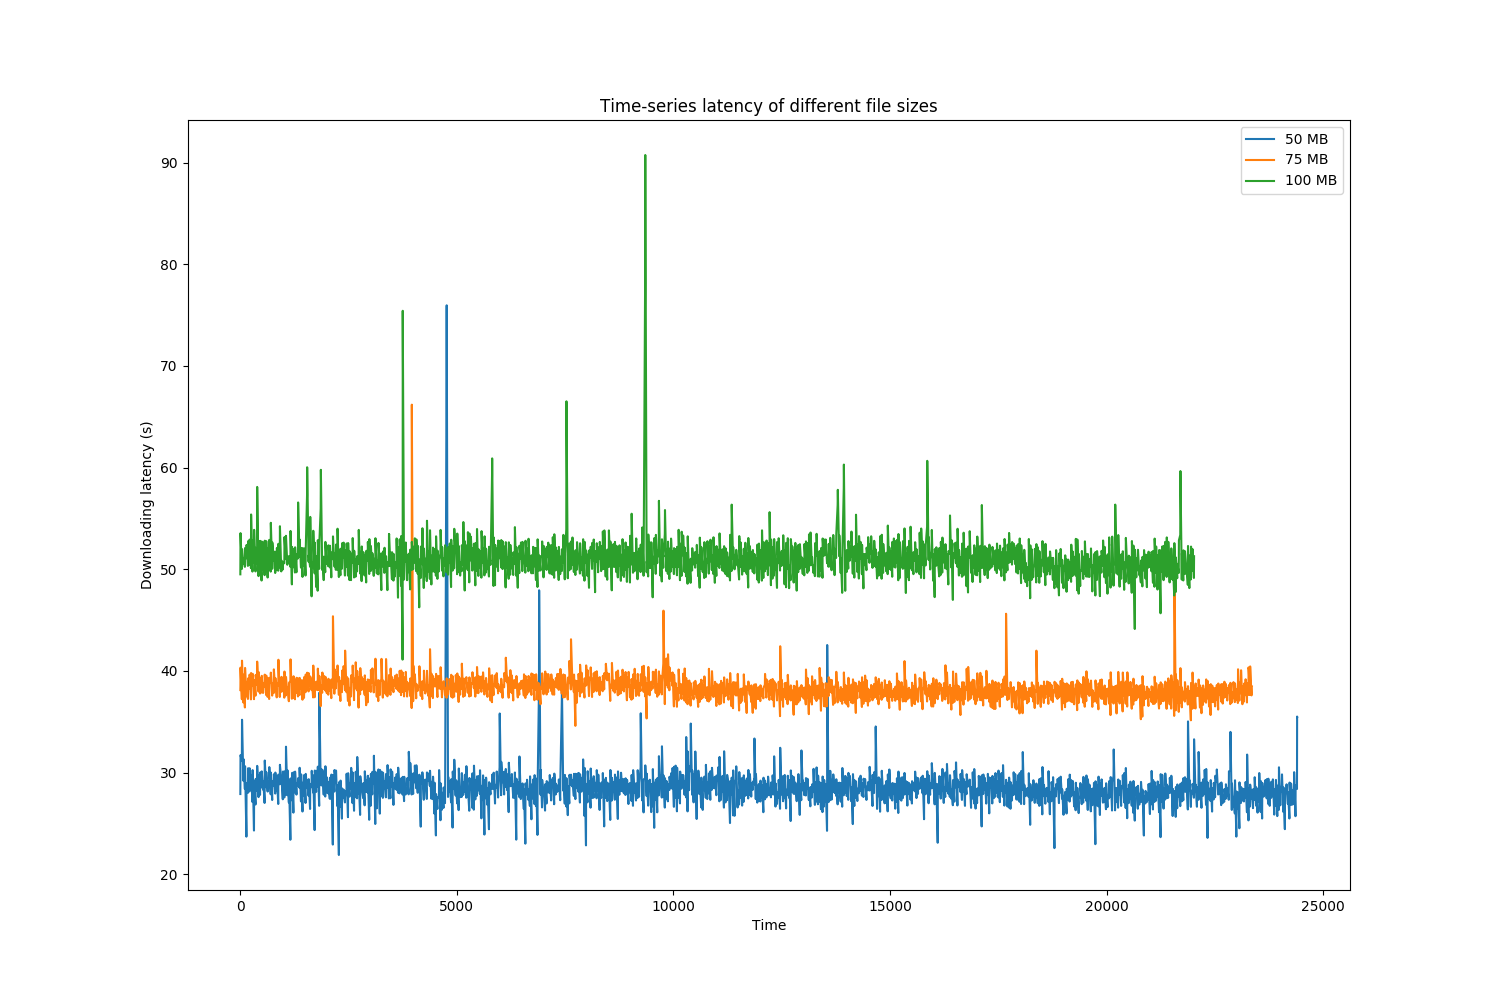 Time-series latency of different file sizes
50 MB
75 MB
100 MB
90
80
70
60
50
40
30
20
Downloading latency (s)
0
5000
10000
15000
20000
25000
Time